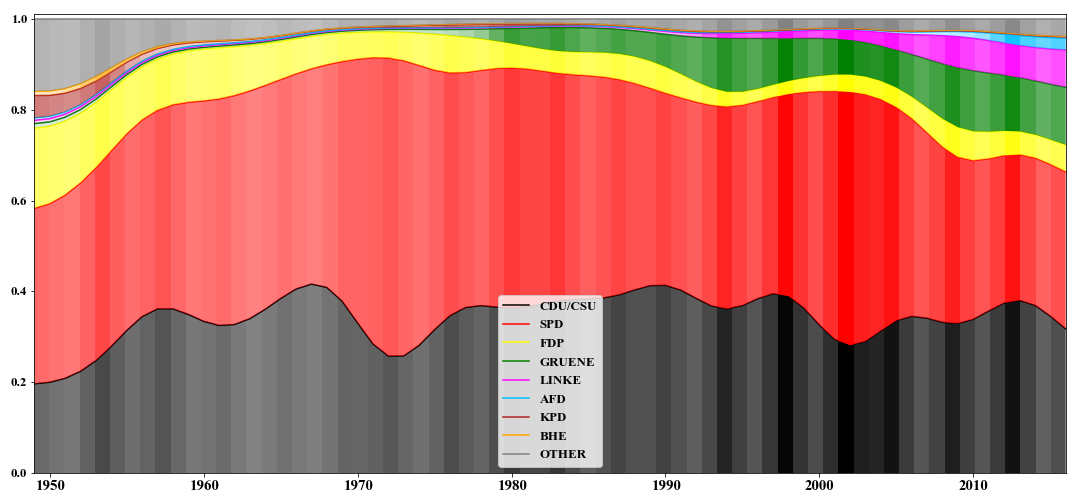 1.0
0.8
0.6
0.4
0.2
0.0
CDU/CSU
SPD
FDP
GRUENE
LINKE
AFD
KPD
BHE
OTHER
1950 1960 1970 1980 1990 2000 2010